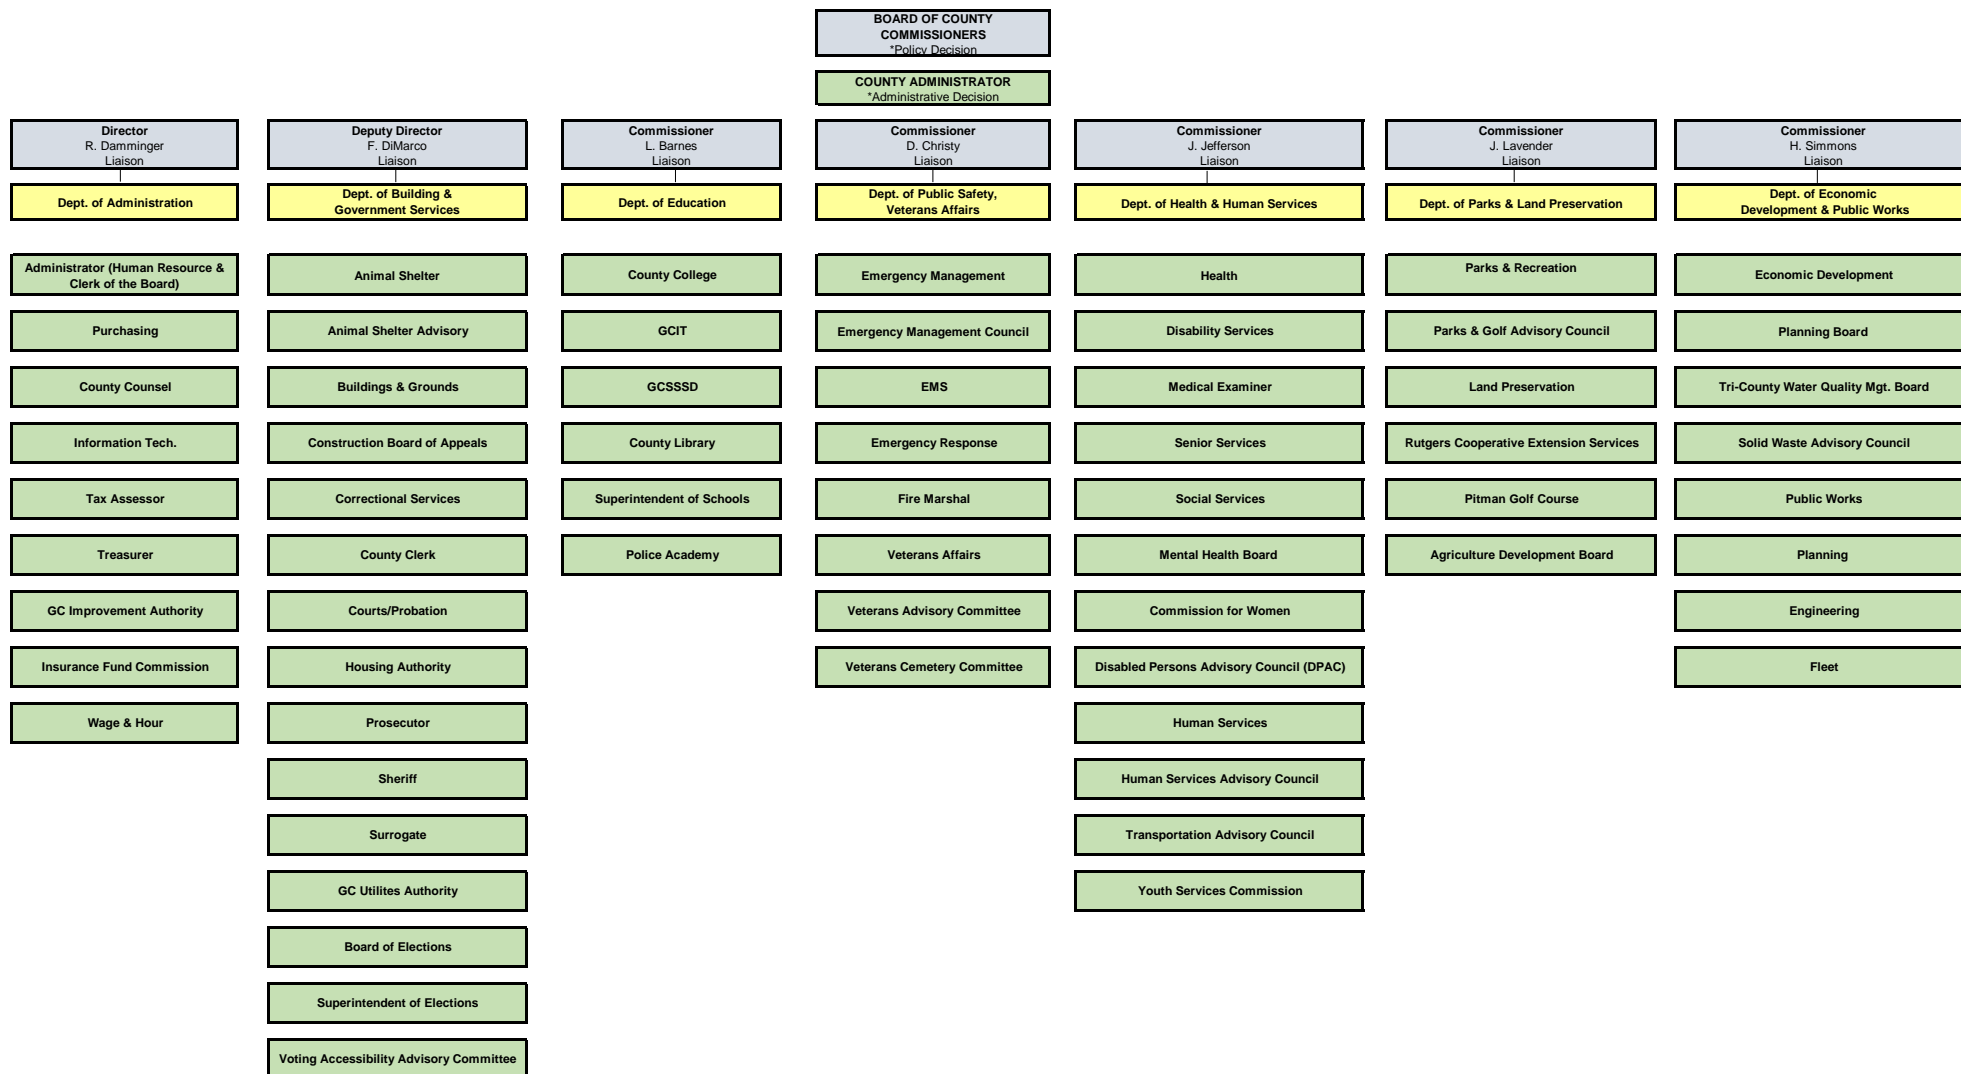 BOARD OF COUNTY
COMMISSIONERS
*Policy Decision
COUNTY ADMINISTRATOR
*Administrative Decision
Director
R. Damminger
Liaison
Dept. of Administration
Administrator (Human Resource &
Clerk of the Board)
Purchasing
County Counsel
Information Tech.
Tax Assessor
Treasurer
GC Improvement Authority
Insurance Fund Commission
Wage & Hour
Deputy Director
F. DiMarco
Liaison
Dept. of Building &
Government Services
Animal Shelter
Animal Shelter Advisory
Buildings & Grounds
Construction Board of Appeals
Correctional Services
County Clerk
Courts/Probation
Housing Authority
Prosecutor
Sheriff
Surrogate
GC Utilites Authority
Board of Elections
Superintendent of Elections
Voting Accessibility Advisory Committee
Commissioner
L. Barnes
Liaison
Dept. of Education
County College
GCIT
GCSSSD
County Library
Superintendent of Schools
Police Academy
Commissioner
D. Christy
Liaison
Dept. of Public Safety,
Veterans Affairs
Emergency Management
Emergency Management Council
EMS
Emergency Response
Fire Marshal
Veterans Affairs
Veterans Advisory Committee
Veterans Cemetery Committee
Commissioner
J. Jefferson
Liaison
Dept. of Health & Human Services
Health
Disability Services
Medical Examiner
Senior Services
Social Services
Mental Health Board
Commission for Women
Disabled Persons Advisory Council (DPAC)
Human Services
Human Services Advisory Council
Transportation Advisory Council
Youth Services Commission
Commissioner
J. Lavender
Liaison
Dept. of Parks & Land Preservation
Parks & Recreation
Parks & Golf Advisory Council
Land Preservation
Rutgers Cooperative Extension Services
Pitman Golf Course
Agriculture Development Board
Commissioner
H. Simmons
Liaison
Dept. of Economic
Development & Public Works
Economic Development
Planning Board
Tri-County Water Quality Mgt. Board
Solid Waste Advisory Council
Public Works
Planning
Engineering
Fleet